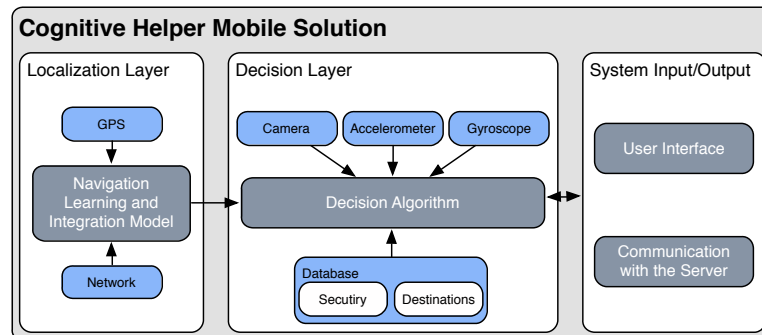 Cognitive Helper Mobile Solution
Localization Layer
GPS
Navigation
Learning and
Integration Model
Network
Decision Layer
Camera
Accelerometer
Gyroscope
Decision Algorithm
Database
Secutiry
Destinations
System Input/Output
User Interface
Communication
with the Server